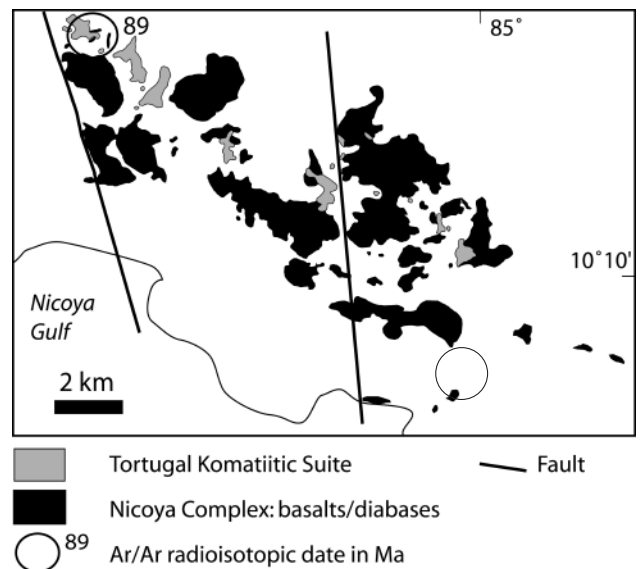 89
85°
10°10'
Nicoya
Gulf
2 km
Tortugal Komatiitic Suite
Fault
Nicoya Complex: basalts/diabases
89
Ar/Ar radioisotopic date in Ma